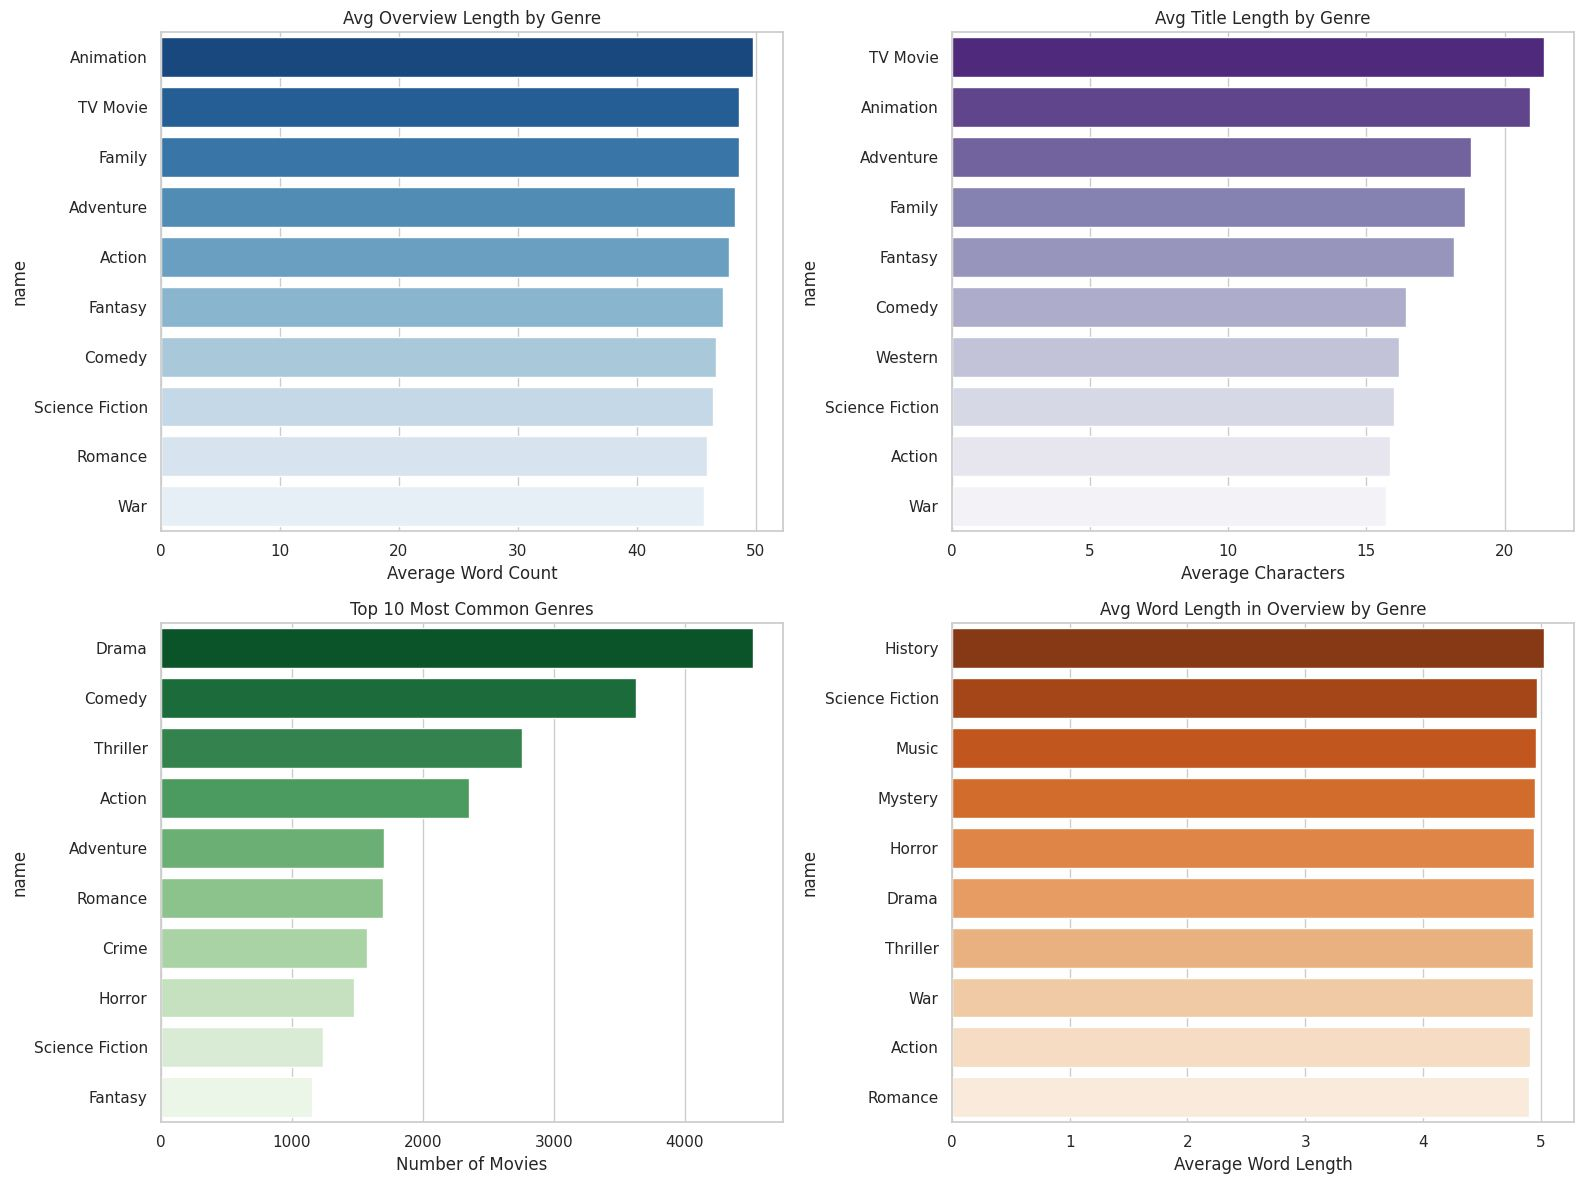 Avg Overview Length by Genre
Animation
TV Movie
Family
Adventure
Action
Fantasy
Comedy
Science Fiction
Romance
War
name
0 10 20 30 40 50
Average Word Count
Avg Title Length by Genre
TV Movie
Animation
Adventure
Family
Fantasy
Comedy
Western
Science Fiction
Action
War
name
0 5 10 15 20
Average Characters
Top 10 Most Common Genres
Drama
Comedy
Thriller
Action
Adventure
Romance
Crime
Horror
Science Fiction
Fantasy
name
0 1000 2000 3000 4000
Number of Movies
Avg Word Length in Overview by Genre
History
Science Fiction
Music
Mystery
Horror
Drama
Thriller
War
Action
Romance
name
0 1 2 3 4 5
Average Word Length